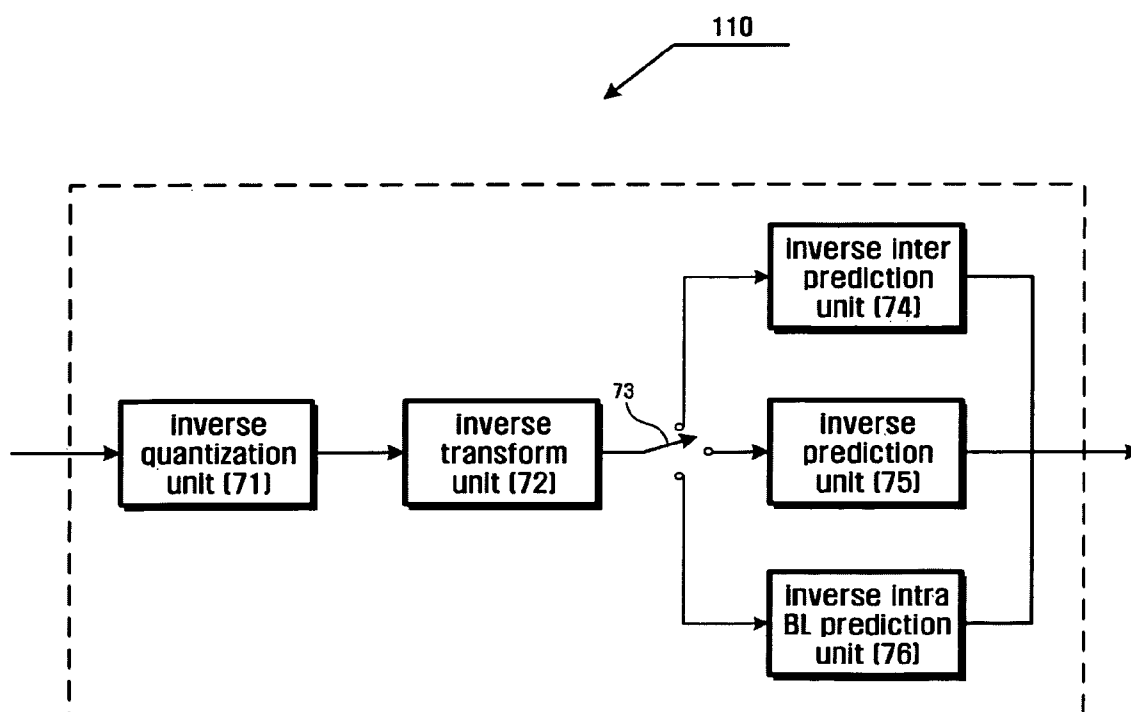 110
inverse inter
prediction
unit (74)
73
inverse
quantization
unit (71)
inverse
transform
unit (72)
inverse
prediction
unit (75)
inverse intra
BL prediction
unit (76)